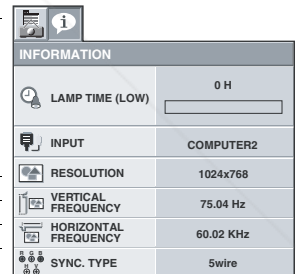 INFORMATION
LAMP TIME (LOW)
0 H
INPUT
COMPUTER2
RESOLUTION
1024x768
VERTICAL
FREQUENCY
75.04 Hz
HORIZONTAL
FREQUENCY
60.02 KHz
R G B
H V
SYNC. TYPE
5wire